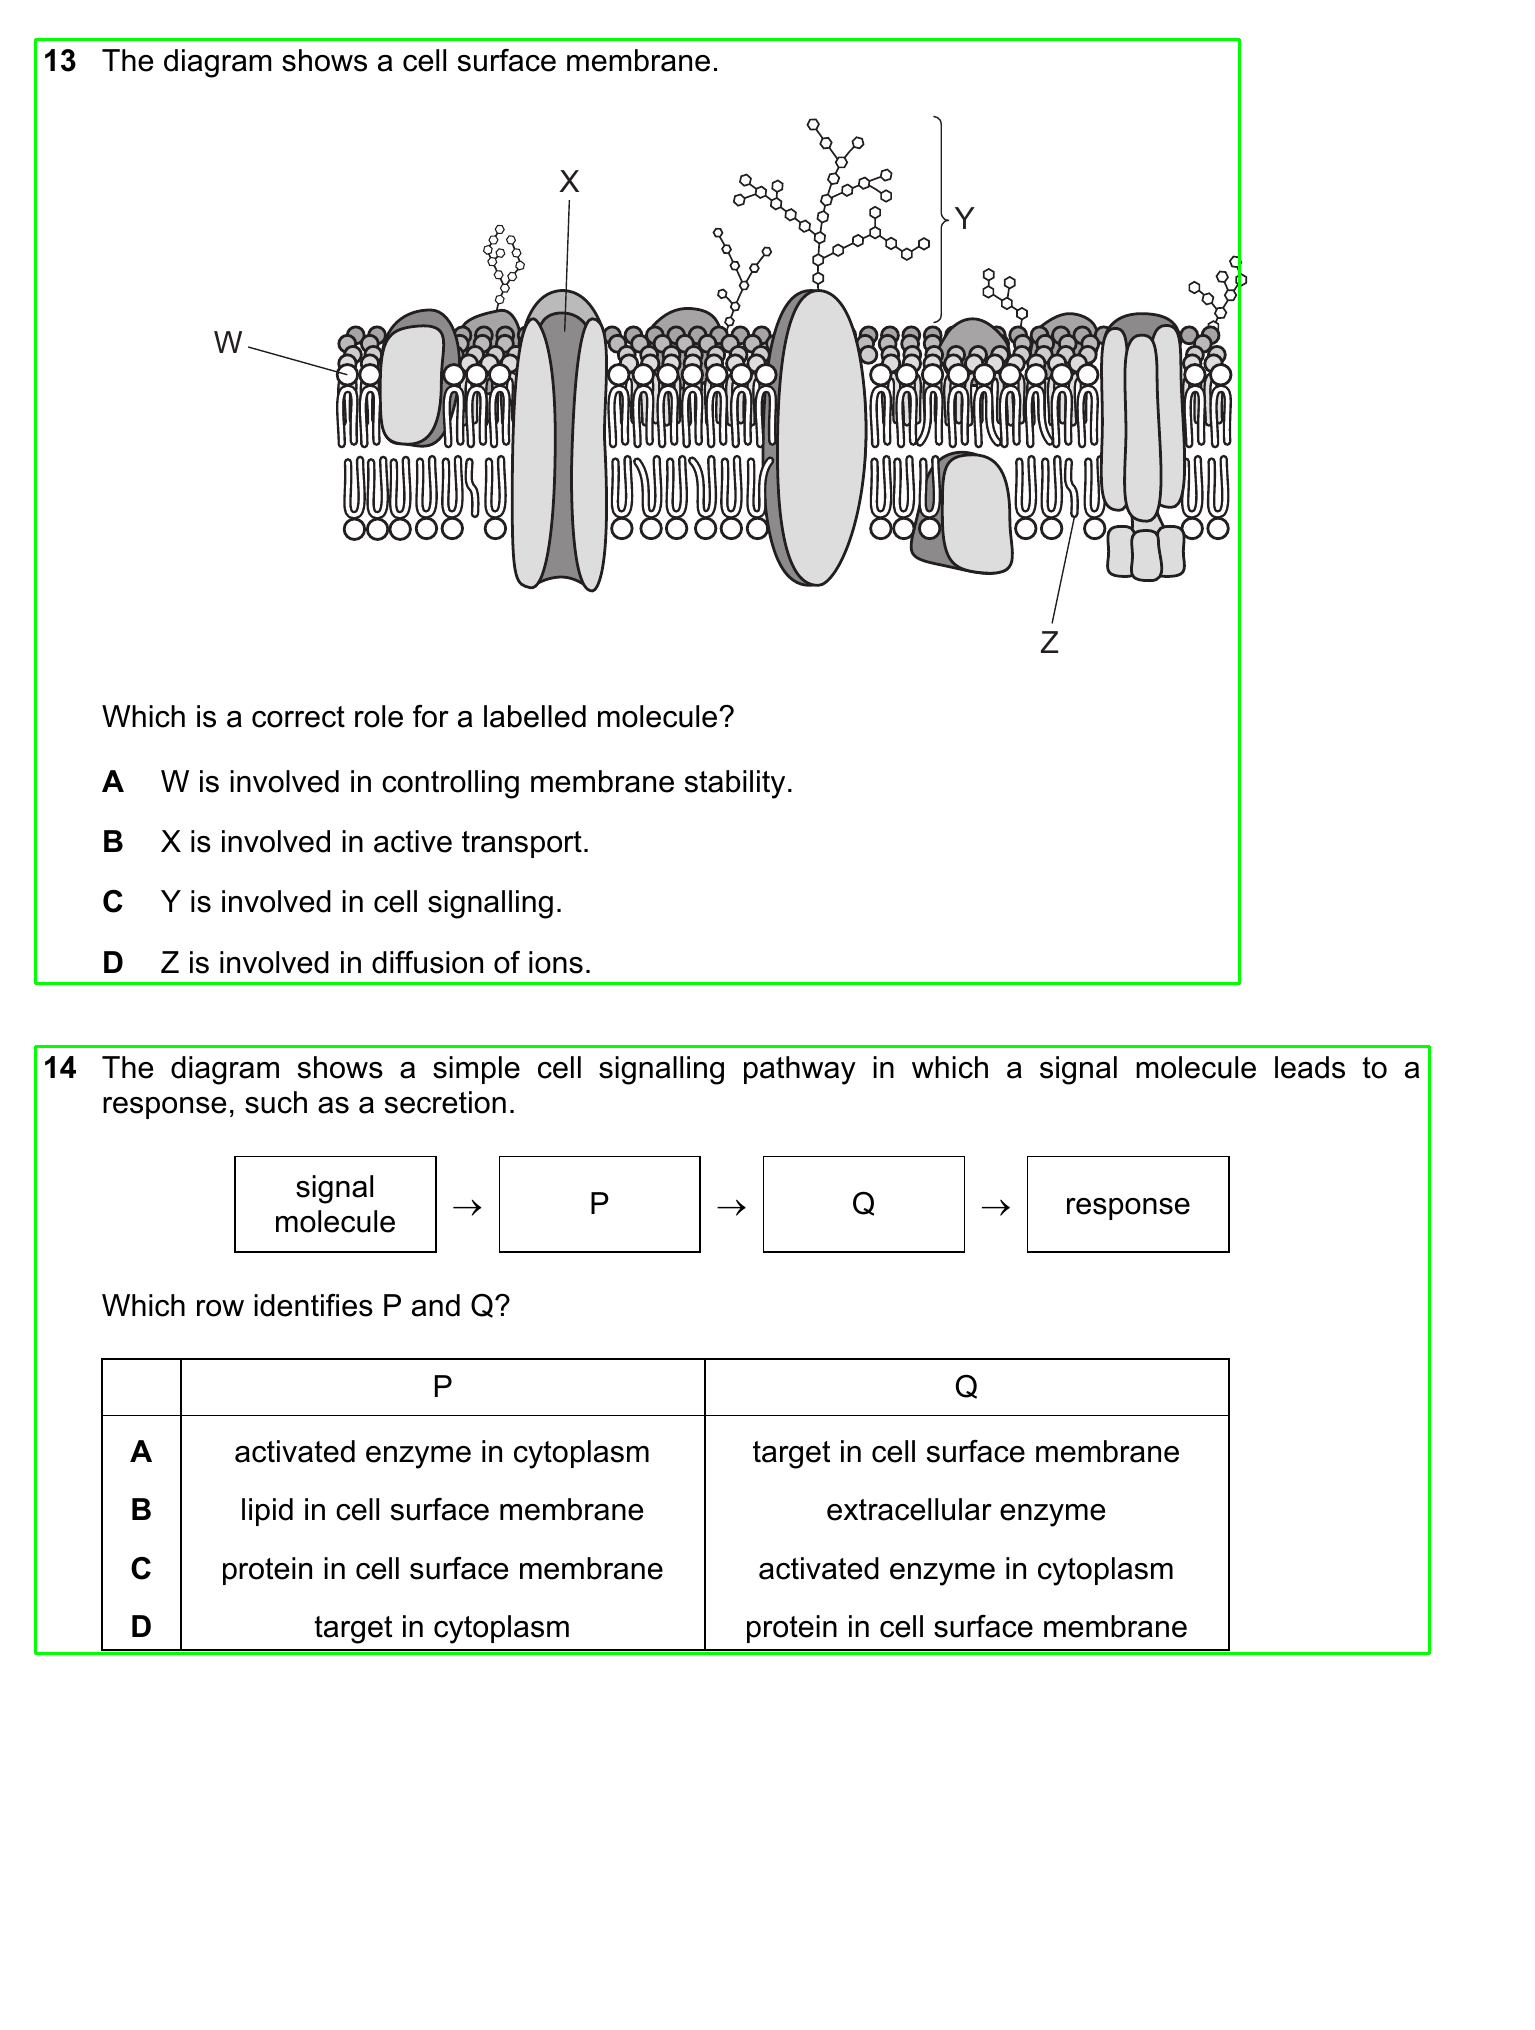 13 The diagram shows a cell surface membrane.
X
Y
W
Z
Which is a correct role for a labelled molecule?
A W is involved in controlling membrane stability.
B X is involved in active transport.
C Y is involved in cell signalling.
D Z is involved in diffusion of ions.
14 The diagram shows a simple cell signalling pathway in which a signal molecule leads to a
response, such as a secretion.
signal
molecule → P → Q → response
Which row identifies P and Q?
P Q
A activated enzyme in cytoplasm target in cell surface membrane
B lipid in cell surface membrane extracellular enzyme
C protein in cell surface membrane activated enzyme in cytoplasm
D target in cytoplasm protein in cell surface membrane